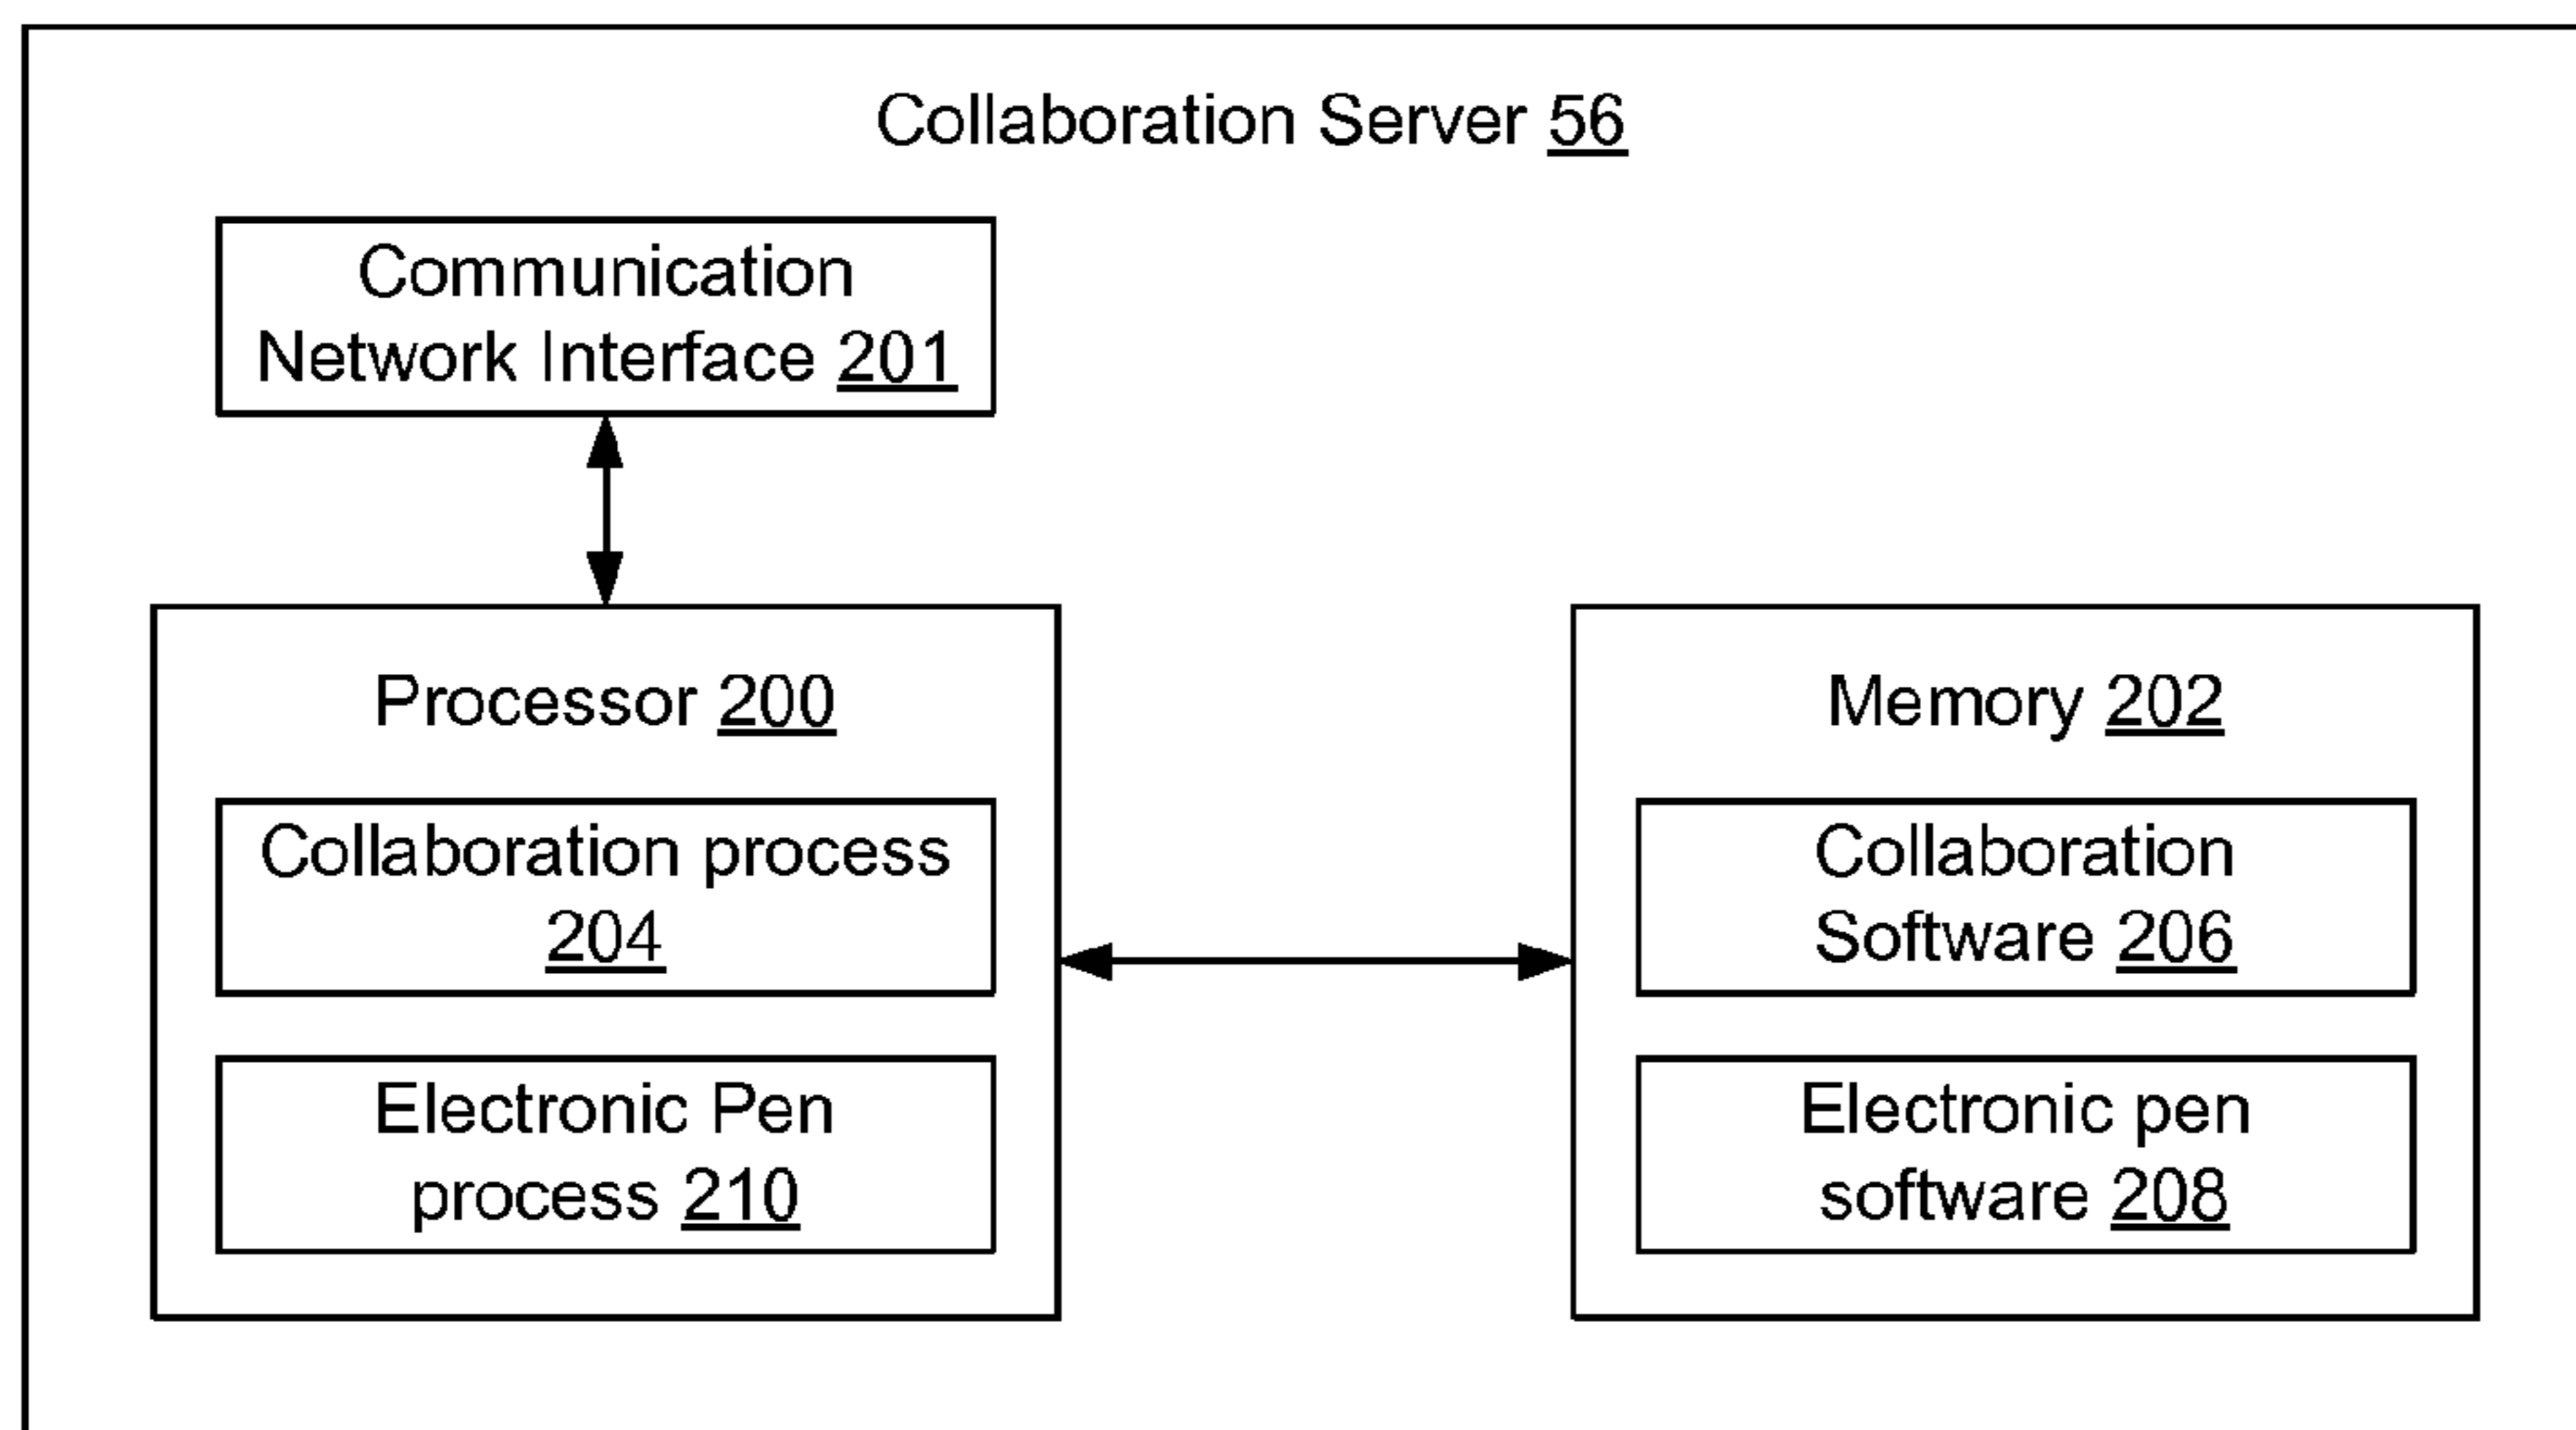 Collaboration Server 56
Communication
Network Interface 201
Processor 200
Collaboration process
204
Electronic Pen
process 210
Memory 202
Collaboration
Software 206
Electronic pen
software 208